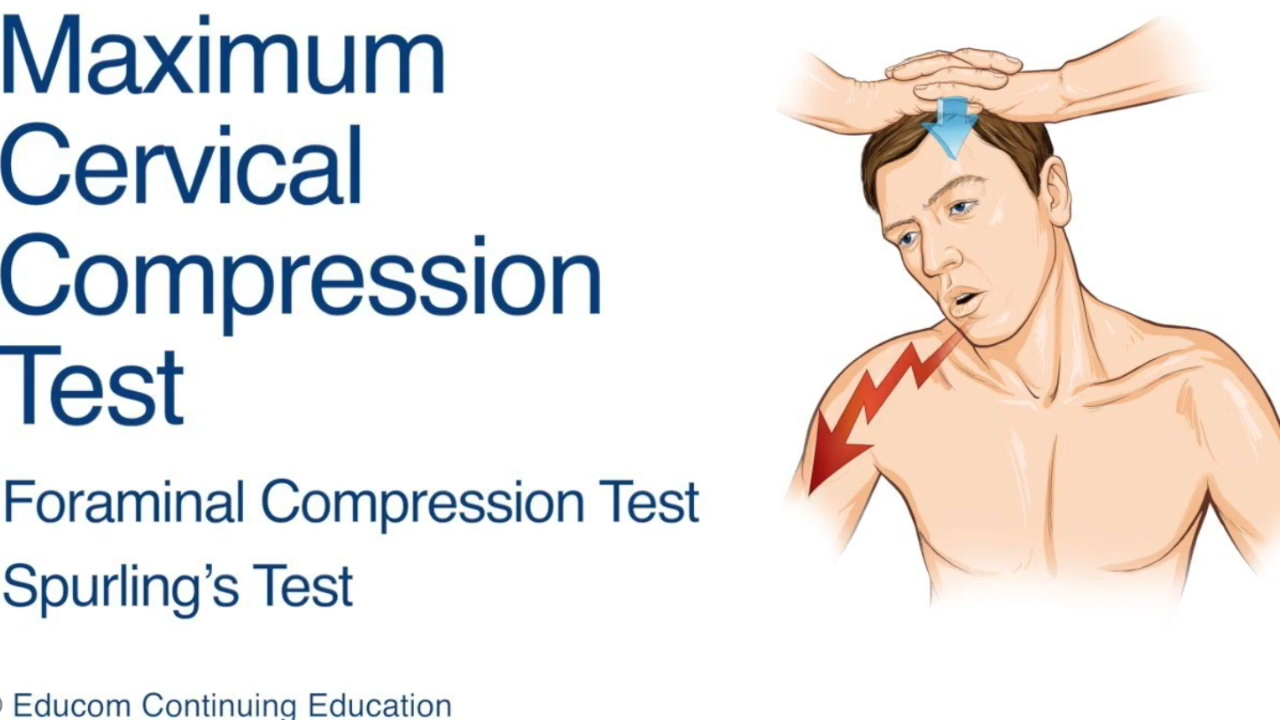 Maximum
Cervical
Compression
Test
Foraminal Compression Test
Spurling’s Test
Educom Continuing Education